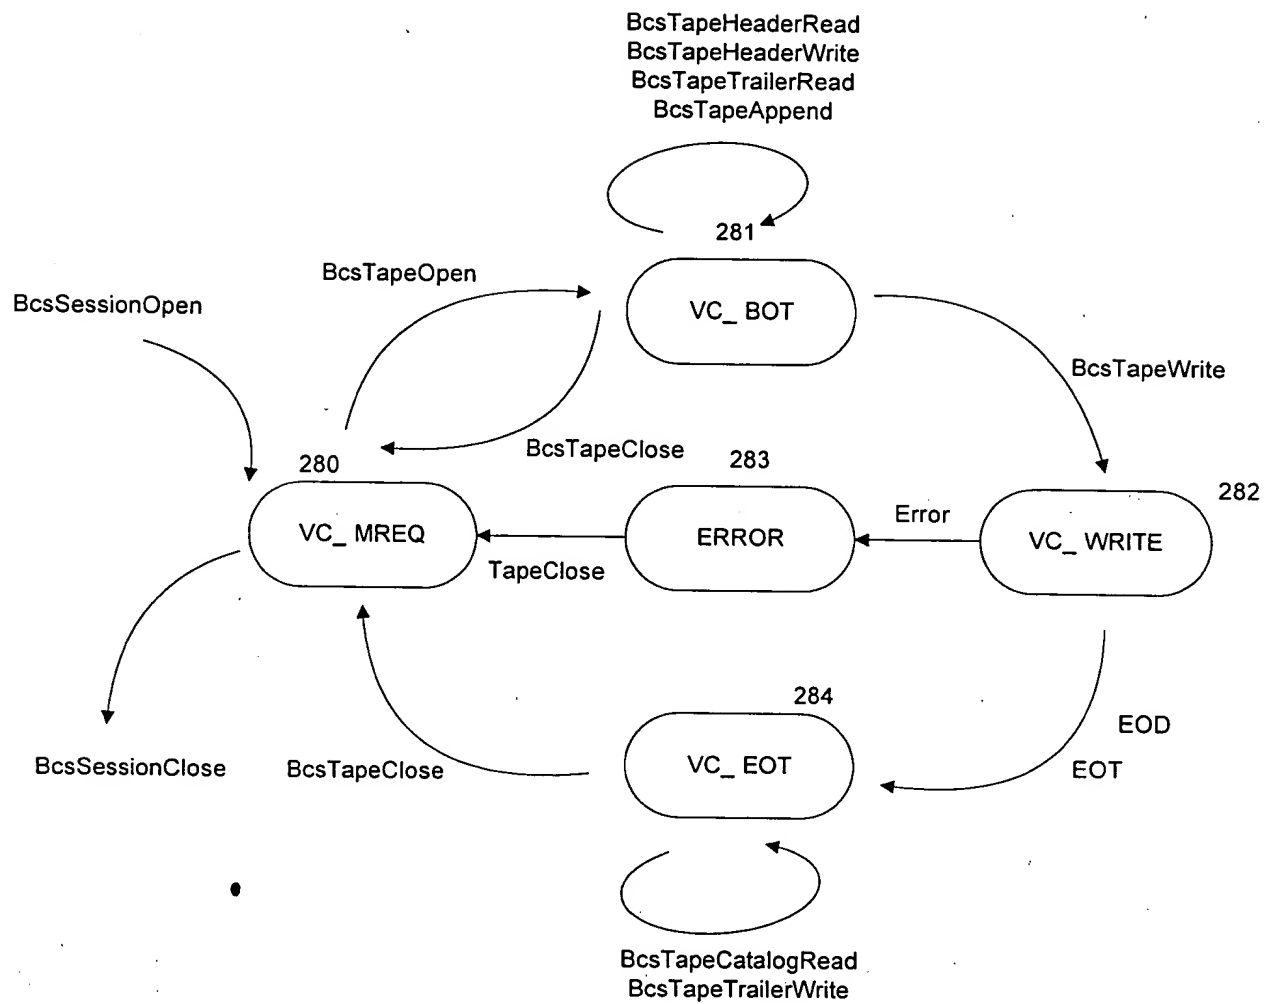 BcsTapeHeaderRead
BcsTapeHeaderWrite
BcsTapeTrailerRead
BcsTapeAppend
281
BcsTapeOpen
BcsSessionOpen
VC_ BOT
BcsTapeWrite
BcsTapeClose
283
280
282
Error
VC_ MREQ
ERROR
VC_ WRITE
TapeClose
284
EOD
BcsSessionClose
BcsTapeClose
VC_ EOT
EOT
BcsTapeCatalogRead
BcsTapeTrailerWrite